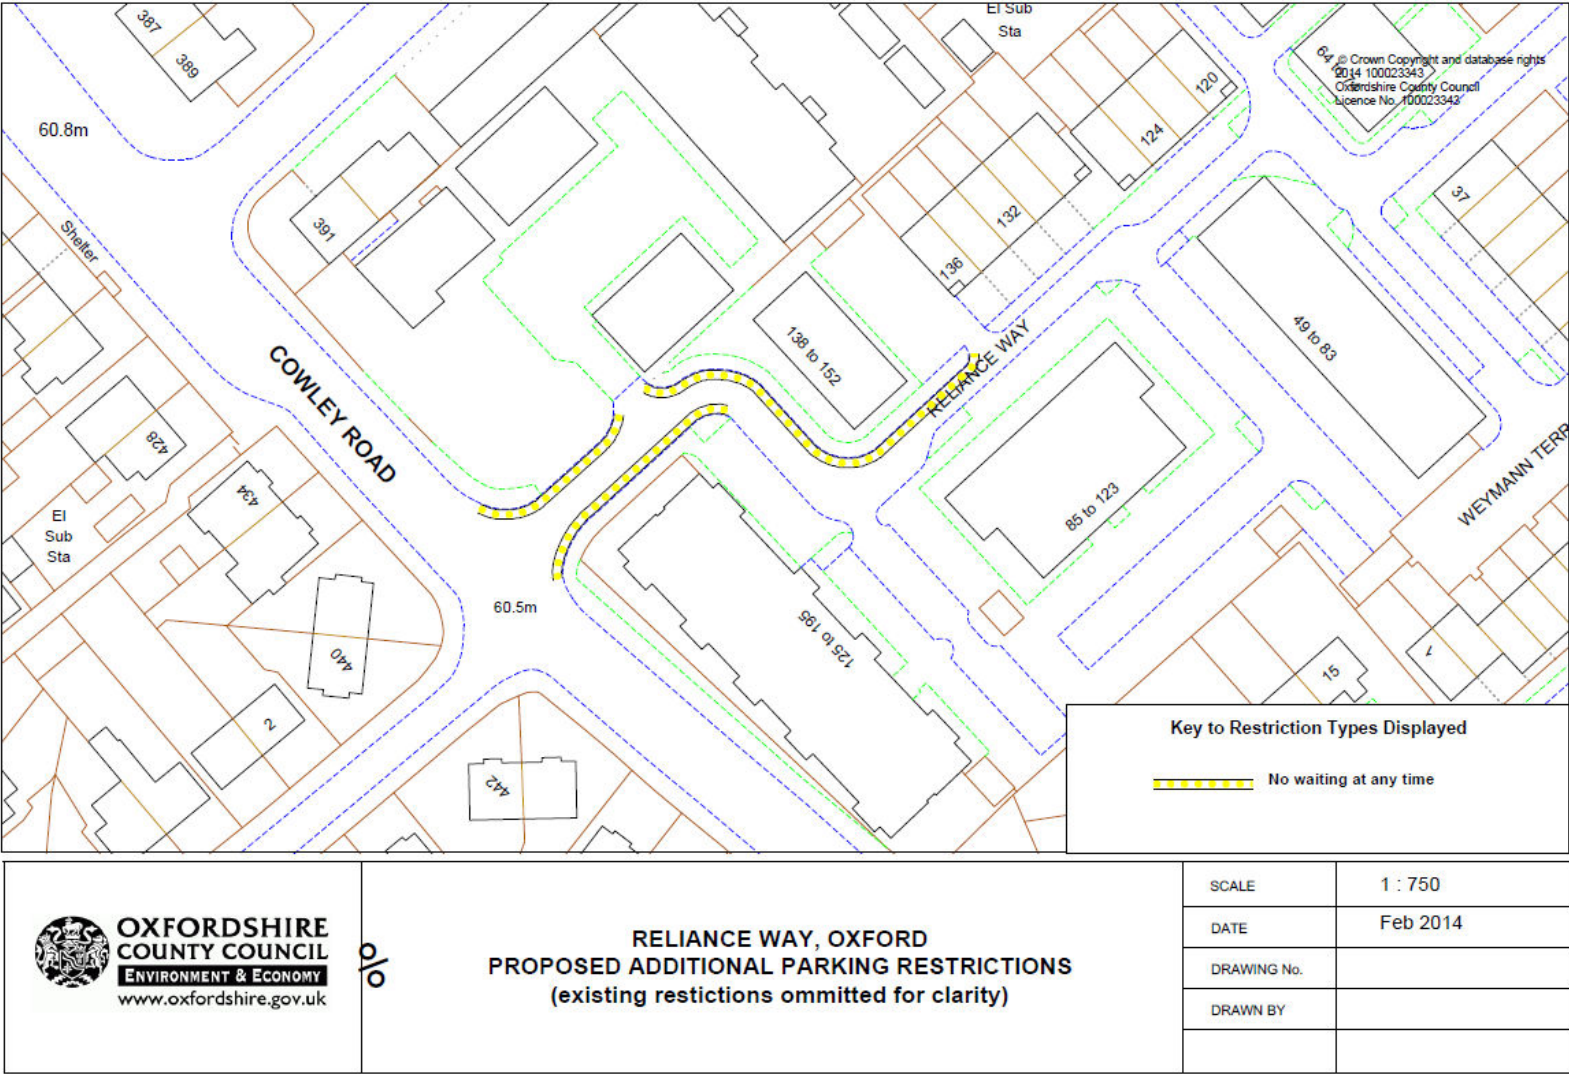 387
389
El Sub
Sta
64 to
© Crown Copyright and database rights
2014 100023343
Oxfordshire County Council
Licence No. 100023343
120
124
60.8m
37
391
132
Shelter
136
49 to 83
138 to 152
RELIANCE WAY
COWLEY ROAD
428
WEYMANN TERR
434
85 to 123
El
Sub
Sta
60.5m
125 to 195
440
1
15
2
442
Key to Restriction Types Displayed
No waiting at any time
OXFORDSHIRE
COUNTY COUNCIL
ENVIRONMENT & ECONOMY
www.oxfordshire.gov.uk
o/o
RELIANCE WAY, OXFORD
PROPOSED ADDITIONAL PARKING RESTRICTIONS
(existing restictions ommitted for clarity)
SCALE 1 : 750
DATE Feb 2014
DRAWING No.
DRAWN BY